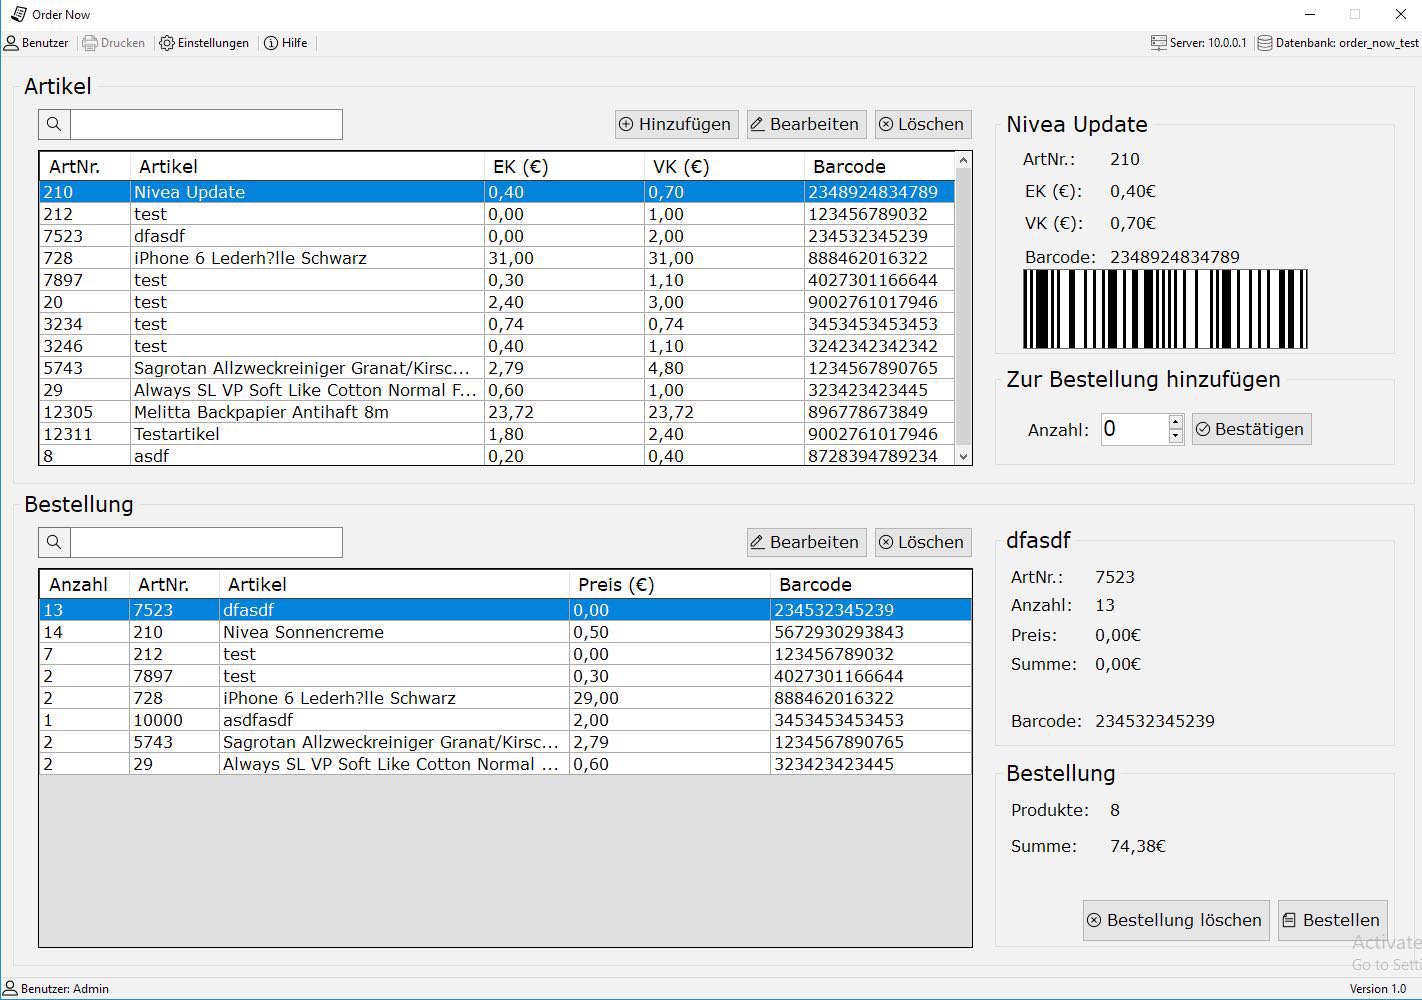 Order Now
Benutzer Drucken Einstellungen Hilfe Server: 10.0.0.1 Datenbank: order_now_test
Artikel
Hinzufügen Bearbeiten Löschen
ArtNr. Artikel EK (€) VK (€) Barcode
210 Nivea Update 0,40 0,70 2348924834789
212 test 0,00 1,00 123456789032
7523 dfasdf 0,00 2,00 234532345239
728 iPhone 6 Lederh?lle Schwarz 31,00 31,00 888462016322
7897 test 0,30 1,10 4027301166644
20 test 2,40 3,00 9002761017946
3234 test 0,74 0,74 3453453453453
3246 test 0,40 1,10 3242342342342
5743 Sagrotan Allzweckreiniger Granat/Kirsc... 2,79 4,80 1234567890765
29 Always SL VP Soft Like Cotton Normal F... 0,60 1,00 323423423445
12305 Melitta Backpapier Antihaft 8m 23,72 23,72 896778673849
12311 Testartikel 1,80 2,40 9002761017946
8 asdf 0,20 0,40 8728394789234
Nivea Update
ArtNr.: 210
EK (€): 0,40€
VK (€): 0,70€
Barcode: 2348924834789
Zur Bestellung hinzufügen
Anzahl: 0 Bestätigen
Bestellung
Bearbeiten Löschen
Anzahl ArtNr. Artikel Preis (€) Barcode
13 7523 dfasdf 0,00 234532345239
14 210 Nivea Sonnencreme 0,50 5672930293843
7 212 test 0,00 123456789032
2 7897 test 0,30 4027301166644
2 728 iPhone 6 Lederh?lle Schwarz 29,00 888462016322
1 10000 asdfasdf 2,00 3453453453453
2 5743 Sagrotan Allzweckreiniger Granat/Kirsc... 2,79 1234567890765
2 29 Always SL VP Soft Like Cotton Normal ... 0,60 323423423445
dfasdf
ArtNr.: 7523
Anzahl: 13
Preis: 0,00€
Summe: 0,00€
Barcode: 234532345239
Bestellung
Produkte: 8
Summe: 74,38€
Bestellung löschen Bestellen
Activate
Go to Setti
Benutzer: Admin Version 1.0